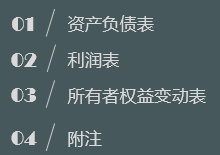 01 / 资产负债表
02 / 利润表
03 / 所有者权益变动表
04 / 附注